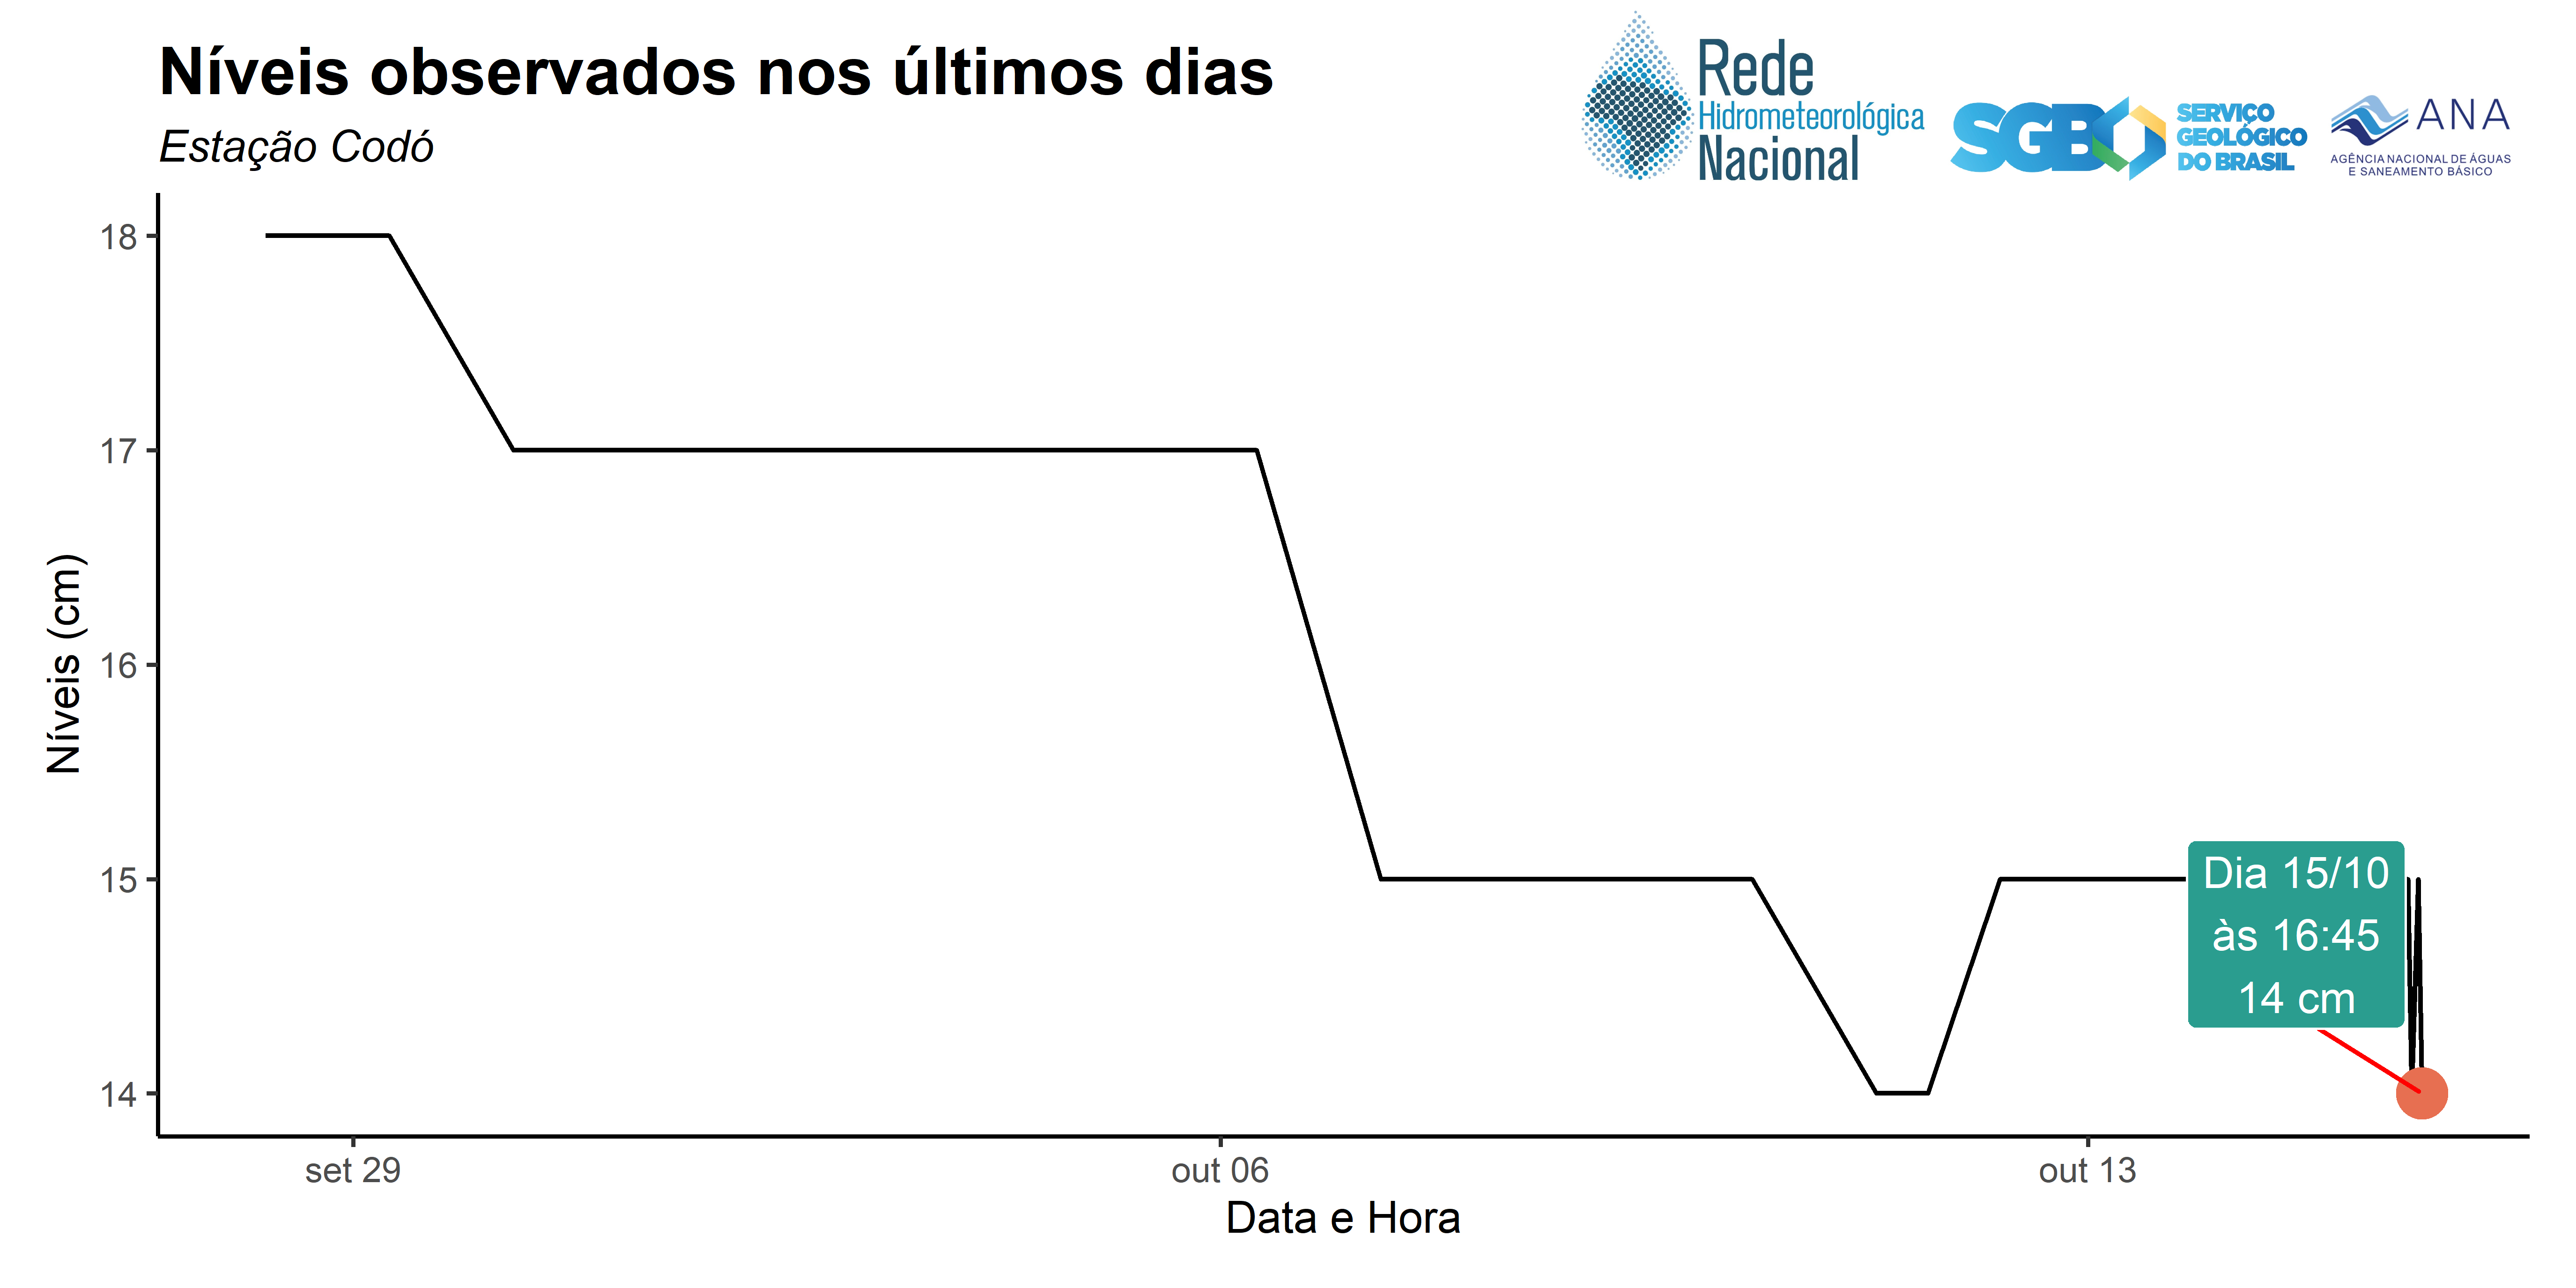 Níveis observados nos últimos dias
Estação Codó
Rede
Hidrometeorológica
Nacional
SGB
SERVIÇO
GEOLÓGICO
DO BRASIL
ANA
AGÊNCIA NACIONAL DE ÁGUAS
E SANEAMENTO BÁSICO
Níveis (cm)
18
17
16
15
14
Dia 15/10
às 16:45
14 cm
set 29
out 06
out 13
Data e Hora